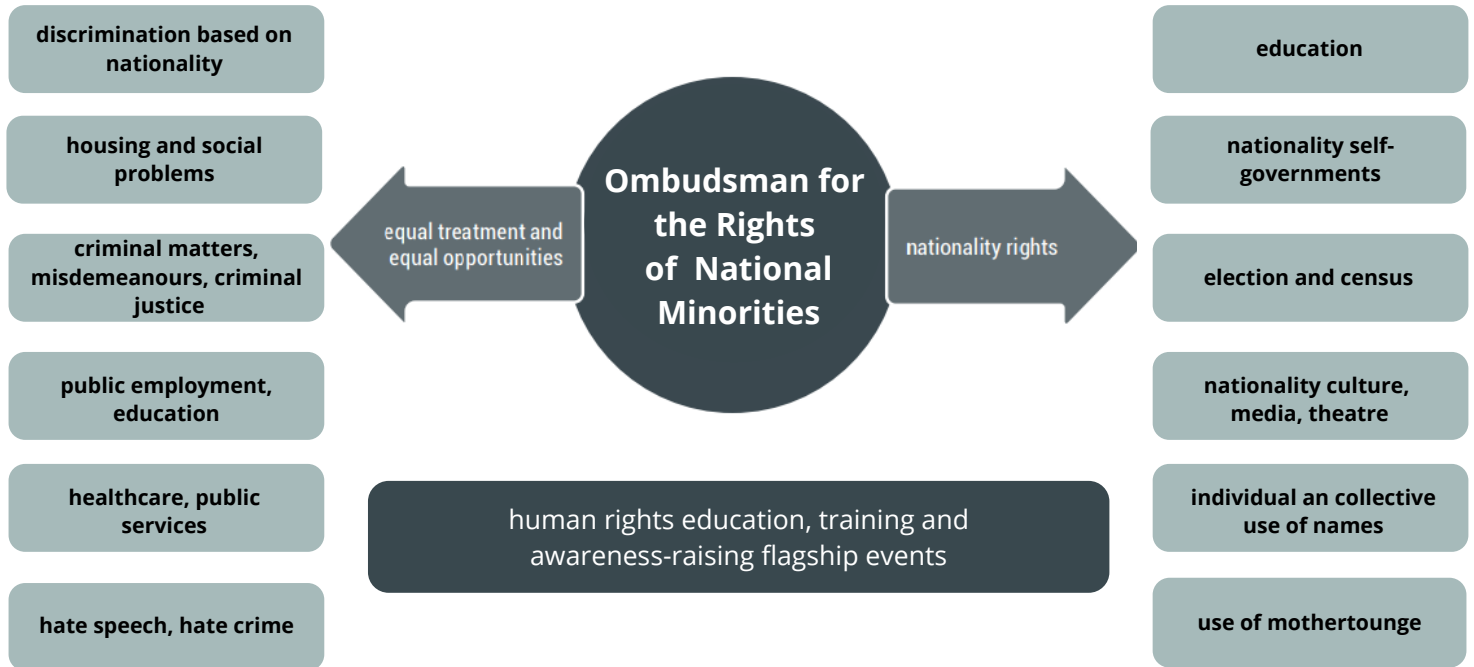 discrimination based on
nationality
housing and social
problems
criminal matters,
misdemeanours, criminal
justice
public employment,
education
healthcare, public
services
hate speech, hate crime
equal treatment and
equal opportunities
Ombudsman for
the Rights
of National
Minorities
nationality rights
human rights education, training and
awareness-raising flagship events
education
nationality self-
governments
election and census
nationality culture,
media, theatre
individual an collective
use of names
use of mothertounge